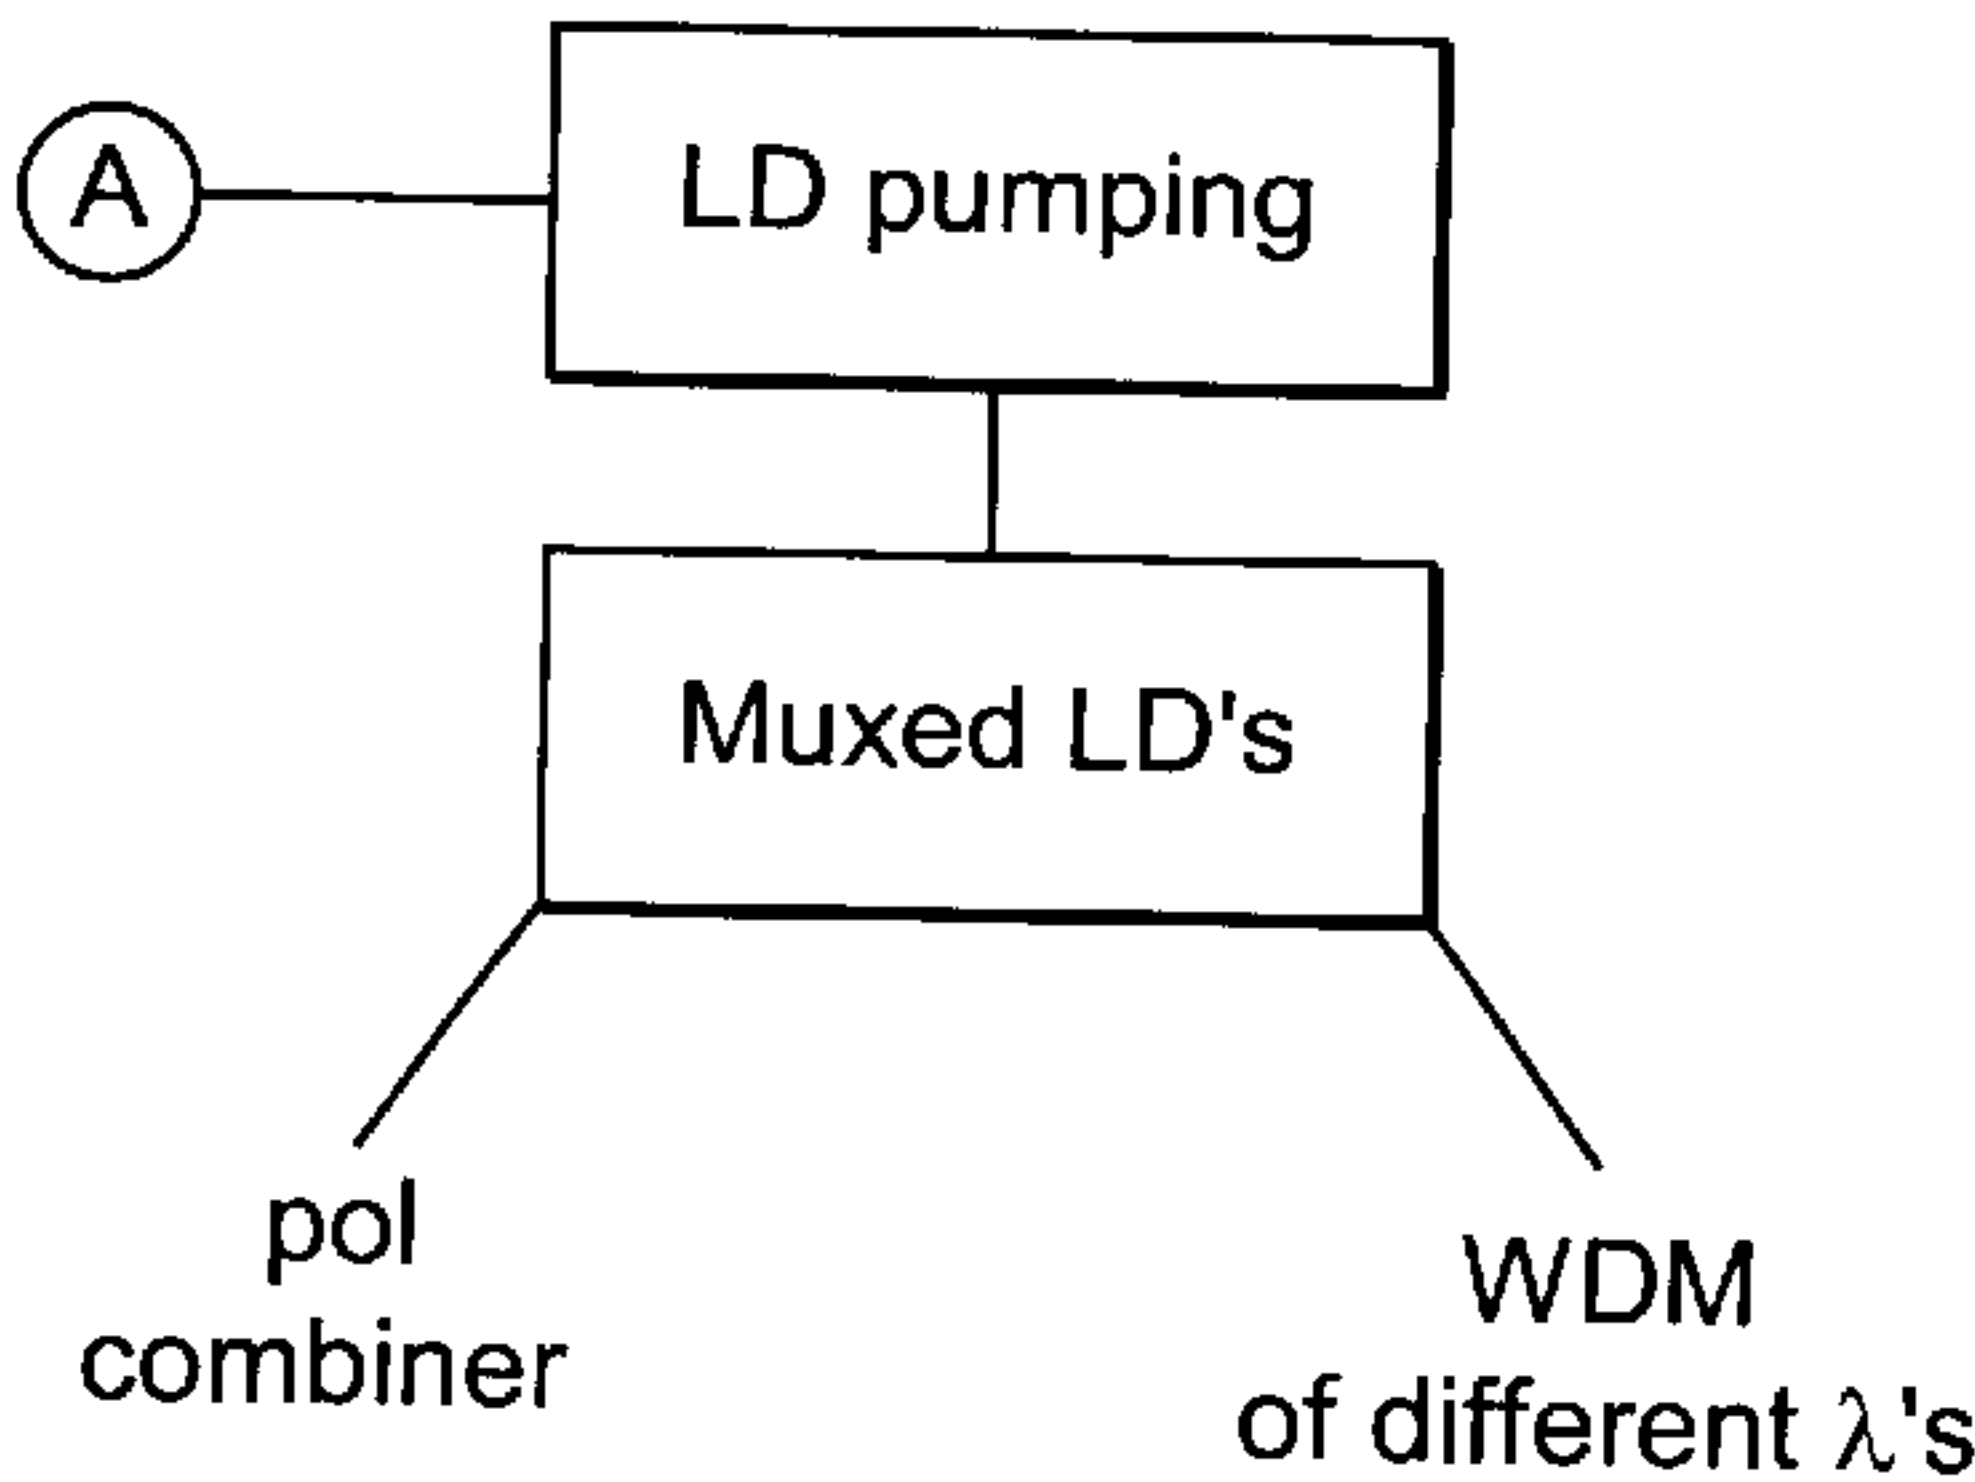 A
LD pumping
Muxed LD's
pol
combiner
WDM
of different λ's